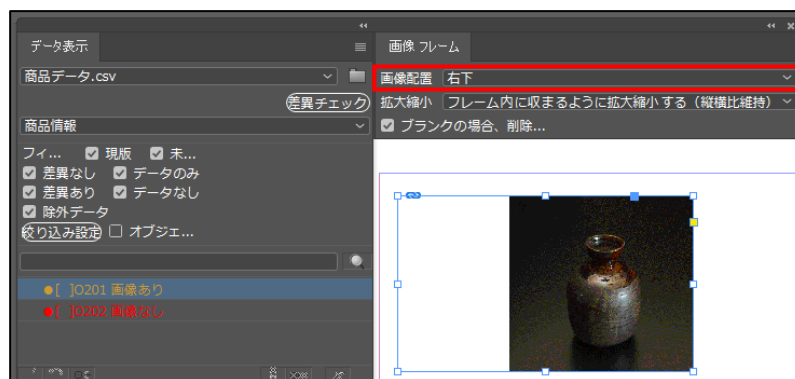 データ表示
商品データ.csv
差異チェック
商品情報
フィ... 現版 未...
差異なし データのみ
差異あり データなし
除外データ
絞り込み設定 オブジェ...
●[ ]O201 画像あり
●[ ]O202 画像なし
画像 フレーム
画像配置 右下
拡大縮小 フレーム内に収まるように拡大縮小する（縦横比維持）
ブランクの場合、削除...